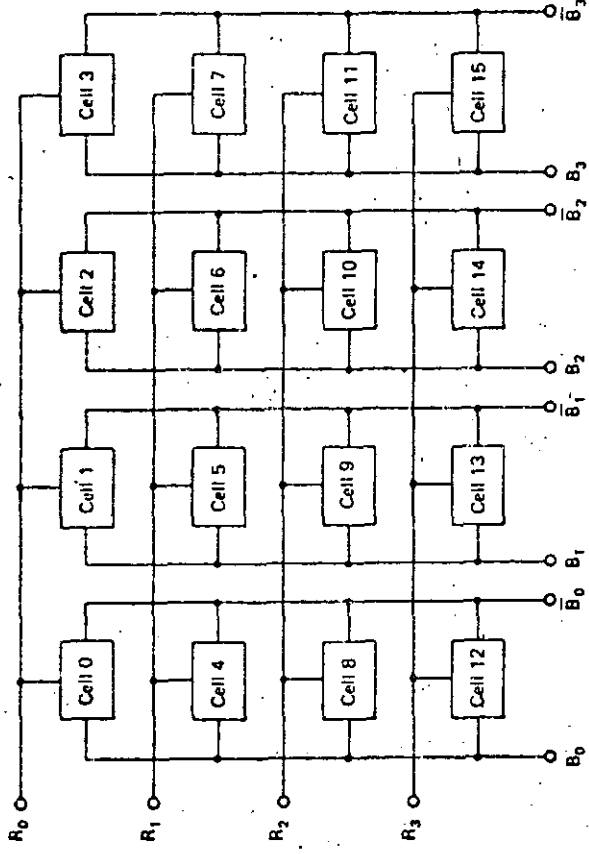 R₀
Cell 0
Cell 1
Cell 2
Cell 3
R₁
Cell 4
Cell 5
Cell 6
Cell 7
R₂
Cell 8
Cell 9
Cell 10
Cell 11
R₃
Cell 12
Cell 13
Cell 14
Cell 15
B₀
B̅₀
B₁
B̅₁
B₂
B̅₂
B₃
B̅₃